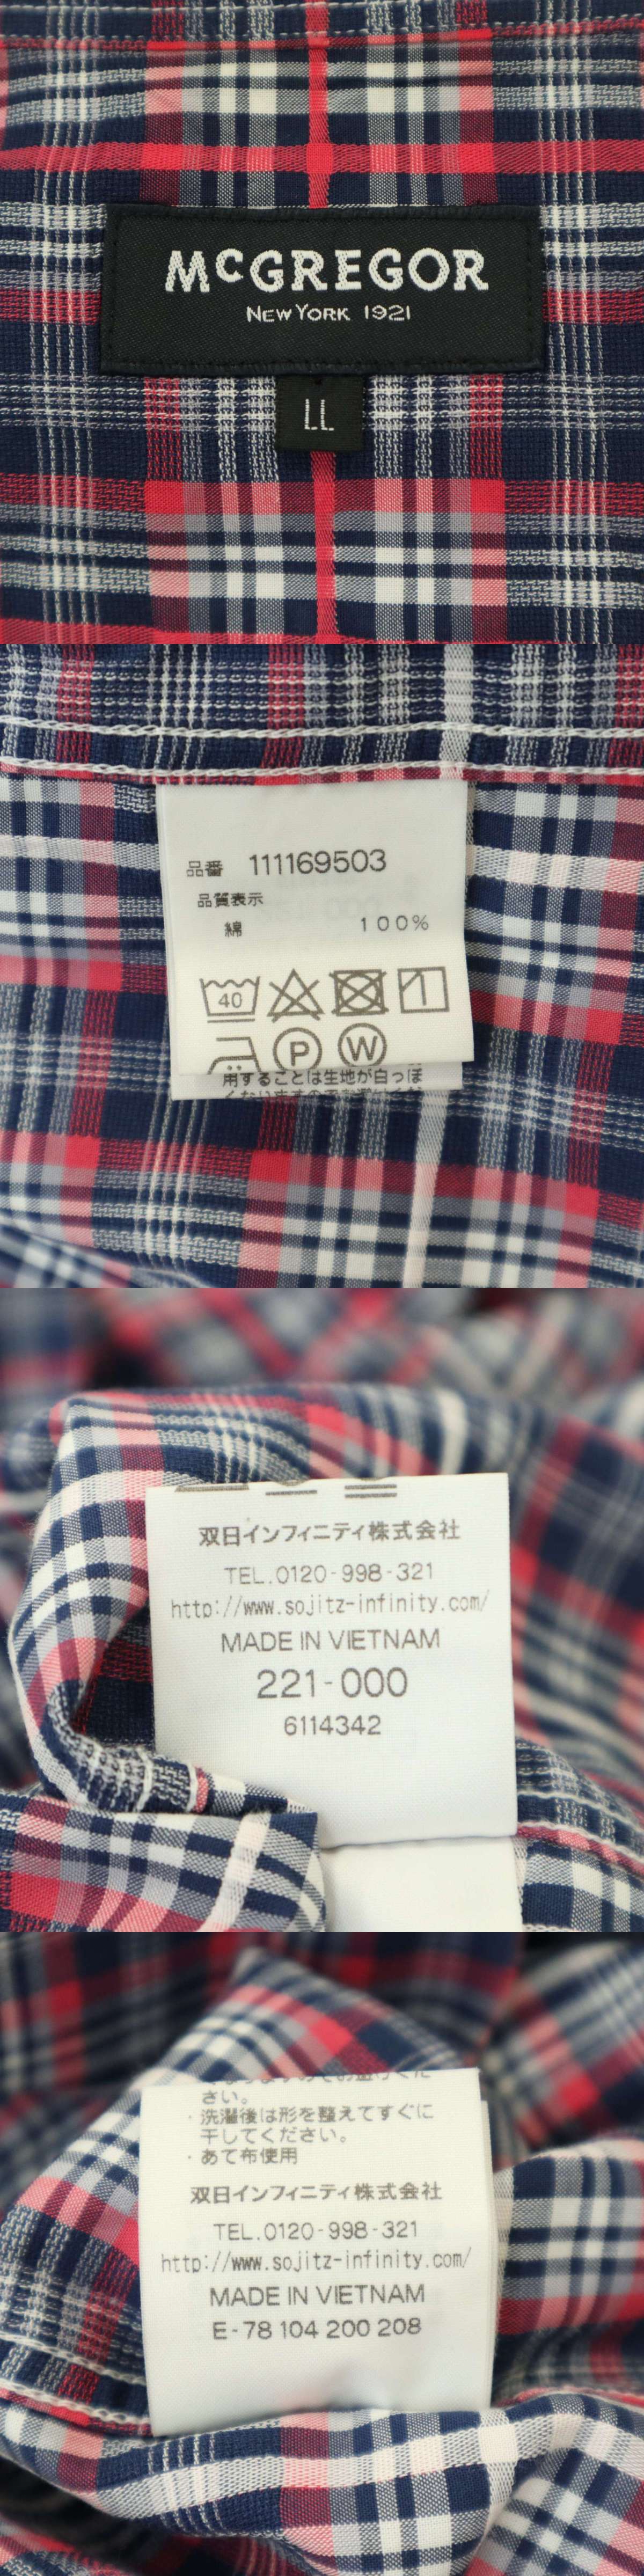 McGREGOR
NEW YORK 1921
LL
品番 111169503
品質表示
綿 100%
40
P W
用することは生地が白っぽ
双日インフィニティ株式会社
TEL.0120-998-321
http://www.sojitz-infinity.com/
MADE IN VIETNAM
221-000
6114342
さい。
・洗濯後は形を整えてすぐに
干してください。
・あて布使用
双日インフィニティ株式会社
TEL.0120-998-321
http://www.sojitz-infinity.com/
MADE IN VIETNAM
E-78 104 200 208